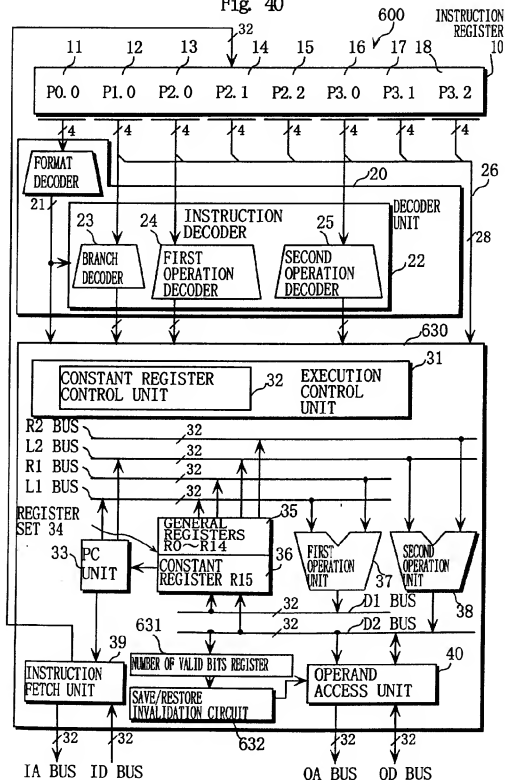 Fig. 40
600
INSTRUCTION
REGISTER
10
32
11 12 13 14 15 16 17 18
P0.0 P1.0 P2.0 P2.1 P2.2 P3.0 P3.1 P3.2
4 4 4 4 4 4 4 4
FORMAT
DECODER
21
20
26
28
INSTRUCTION
DECODER
DECODER
UNIT
22
23
BRANCH
DECODER
24
FIRST
OPERATION
DECODER
25
SECOND
OPERATION
DECODER
630
31
CONSTANT REGISTER
CONTROL UNIT
32
EXECUTION
CONTROL
UNIT
R2 BUS
32
L2 BUS
32
R1 BUS
32
L1 BUS
32
REGISTER
SET 34
33
PC
UNIT
35
GENERAL
REGISTERS
R0~R14
36
CONSTANT
REGISTER R15
FIRST
OPERATION
UNIT
37
SECOND
OPERATION
UNIT
38
32
D1 BUS
32
D2 BUS
631
NUMBER OF VALID BITS REGISTER
39
INSTRUCTION
FETCH UNIT
SAVE/RESTORE
INVALIDATION CIRCUIT
632
OPERAND
ACCESS UNIT
40
32 32 32 32
IA BUS ID BUS OA BUS OD BUS